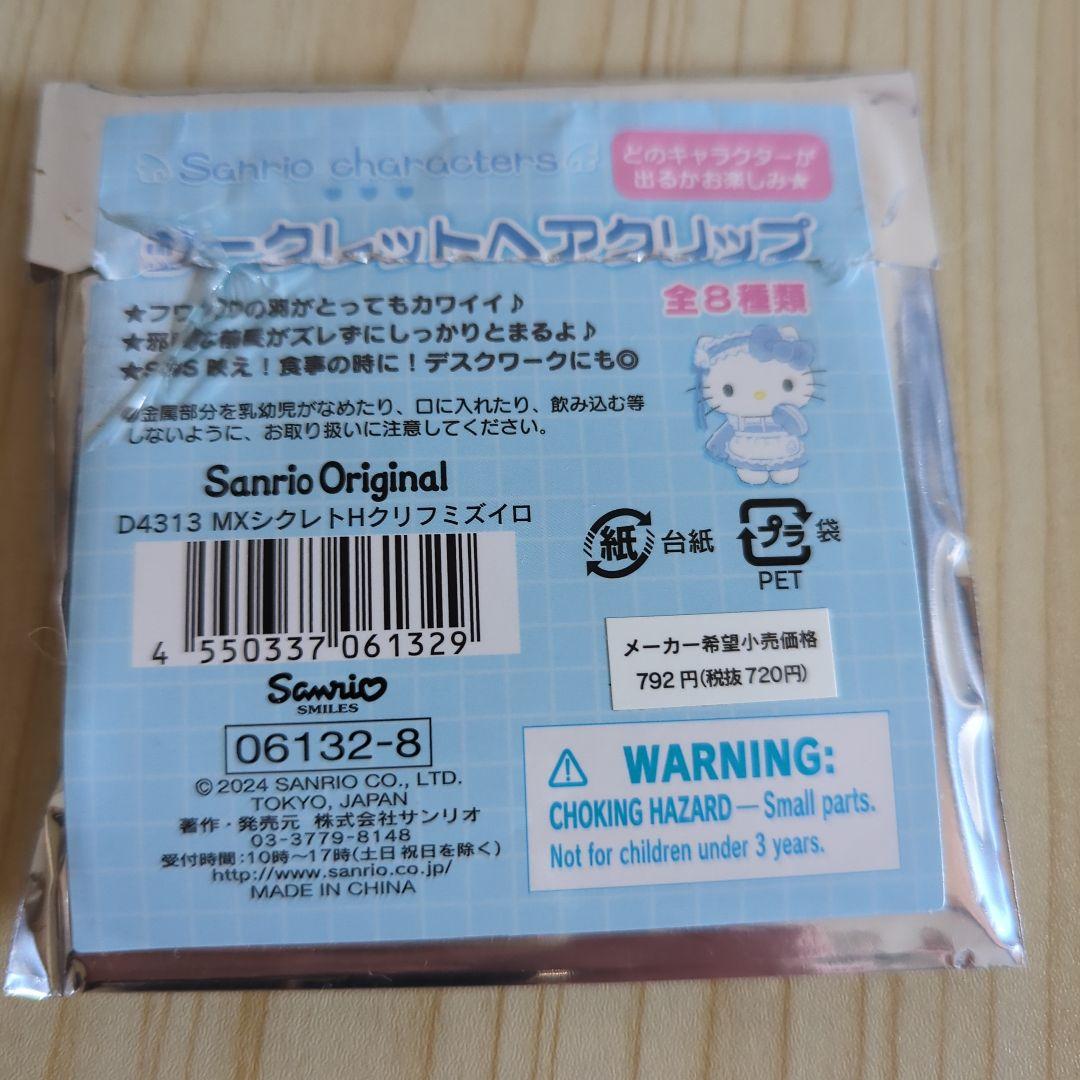 Sanrio characters
どのキャラクターが
出るかお楽しみ★
シークレットヘアクリップ
全8種類
★フワフワの羽がとってもカワイイ♪
★邪魔な前髪がズレずにしっかりとまるよ♪
★SNS映え!食事の時に!デスクワークにも◎
金属部分を乳幼児がなめたり、口に入れたり、飲み込む等
しないように、お取り扱いに注意してください。
Sanrio Original
D4313 MXシクレトHクリフミズイロ
紙 台紙
プラ 袋
PET
4 550337 061329
メーカー希望小売価格
792円(税抜720円)
Sanrio
SMILES
06132-8
© 2024 SANRIO CO., LTD.
TOKYO, JAPAN
著作・発売元 株式会社サンリオ
03-3779-8148
受付時間:10時~17時(土日祝日を除く)
http://www.sanrio.co.jp/
MADE IN CHINA
WARNING:
CHOKING HAZARD — Small parts.
Not for children under 3 years.